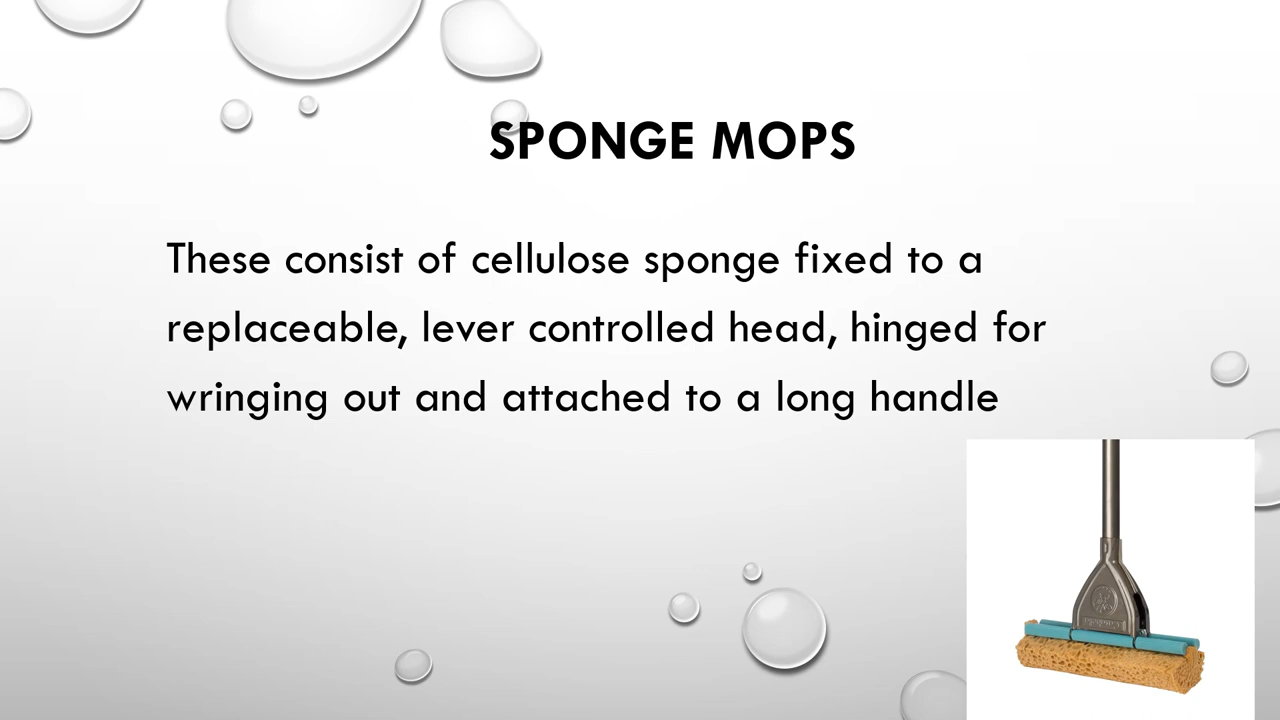 SPONGE MOPS
These consist of cellulose sponge fixed to a
replaceable, lever controlled head, hinged for
wringing out and attached to a long handle